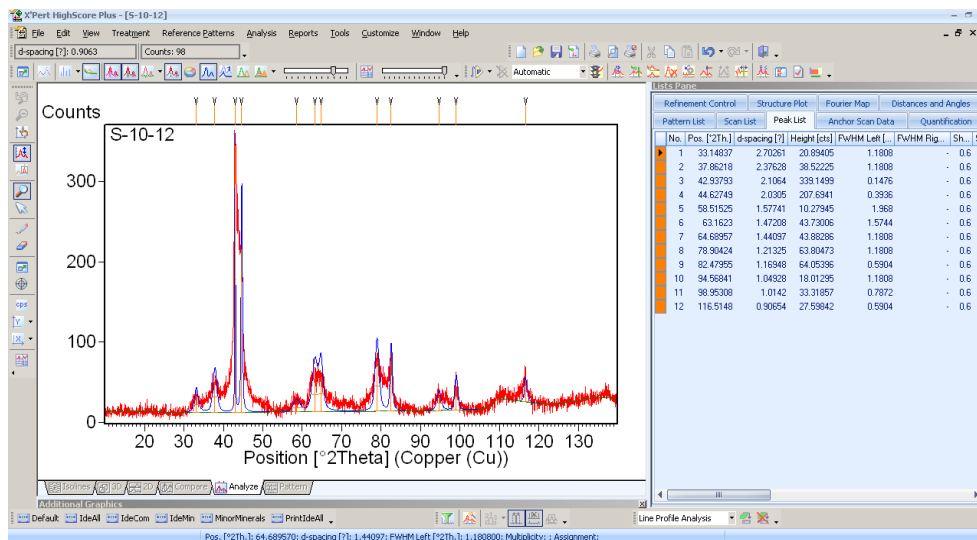 X'Pert HighScore Plus - [S-10-12]
File Edit View Treatment Reference Patterns Analysis Reports Tools Customize Window Help
d-spacing [?]: 0.9063 Counts: 98
Automatic
Lists Pane
Refinement Control Structure Plot Fourier Map Distances and Angles
Pattern List Scan List Peak List Anchor Scan Data Quantification
No. Pos. [°2Th.] d-spacing [?] Height [cts] FWHM Left [... FWHM Rig... Sh...
1 33.14837 2.70261 20.89405 1.1808 - 0.6
2 37.86218 2.37628 38.52225 1.1808 - 0.6
3 42.93793 2.1064 339.1499 0.1476 - 0.6
4 44.62749 2.0305 207.6941 0.3936 - 0.6
5 58.51525 1.57741 10.27945 1.968 - 0.6
6 63.1623 1.47208 43.73006 1.5744 - 0.6
7 64.68957 1.44097 43.88286 1.1808 - 0.6
8 78.90424 1.21325 63.80473 1.1808 - 0.6
9 82.47955 1.16948 64.05396 0.5904 - 0.6
10 94.56841 1.04928 18.01295 1.1808 - 0.6
11 98.95308 1.0142 33.31857 0.7872 - 0.6
12 116.5148 0.90654 27.59842 0.5904 - 0.6
Counts
S-10-12
300
200
100
0
20 30 40 50 60 70 80 90 100 110 120 130
Position [°2Theta] (Copper (Cu))
cps
Y
X
Isolines 3D 2D Compare Analyze Pattern
Additional Graphics
Default IdeAll IdeCom IdeMin MinorMinerals PrintIdeAll
Line Profile Analysis
Pos. [°2Th.]: 64.689570; d-spacing [?]: 1.44097; FWHM Left [°2Th.]: 1.180800; Multiplicity: ; Assignment: